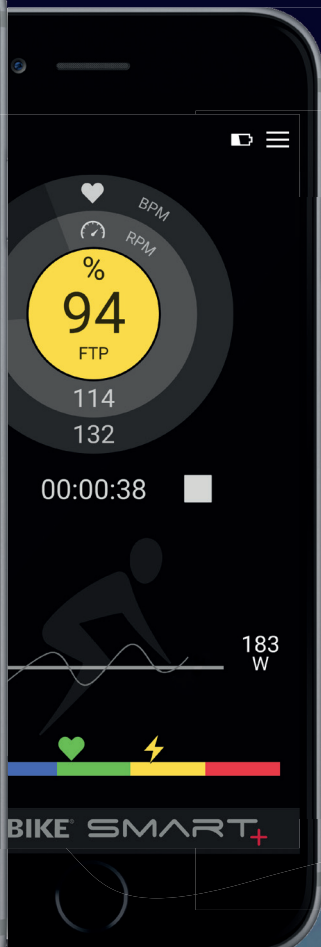 BPM
RPM
%
94
FTP
114
132
00:00:38
183
W
BIKE® SMART+